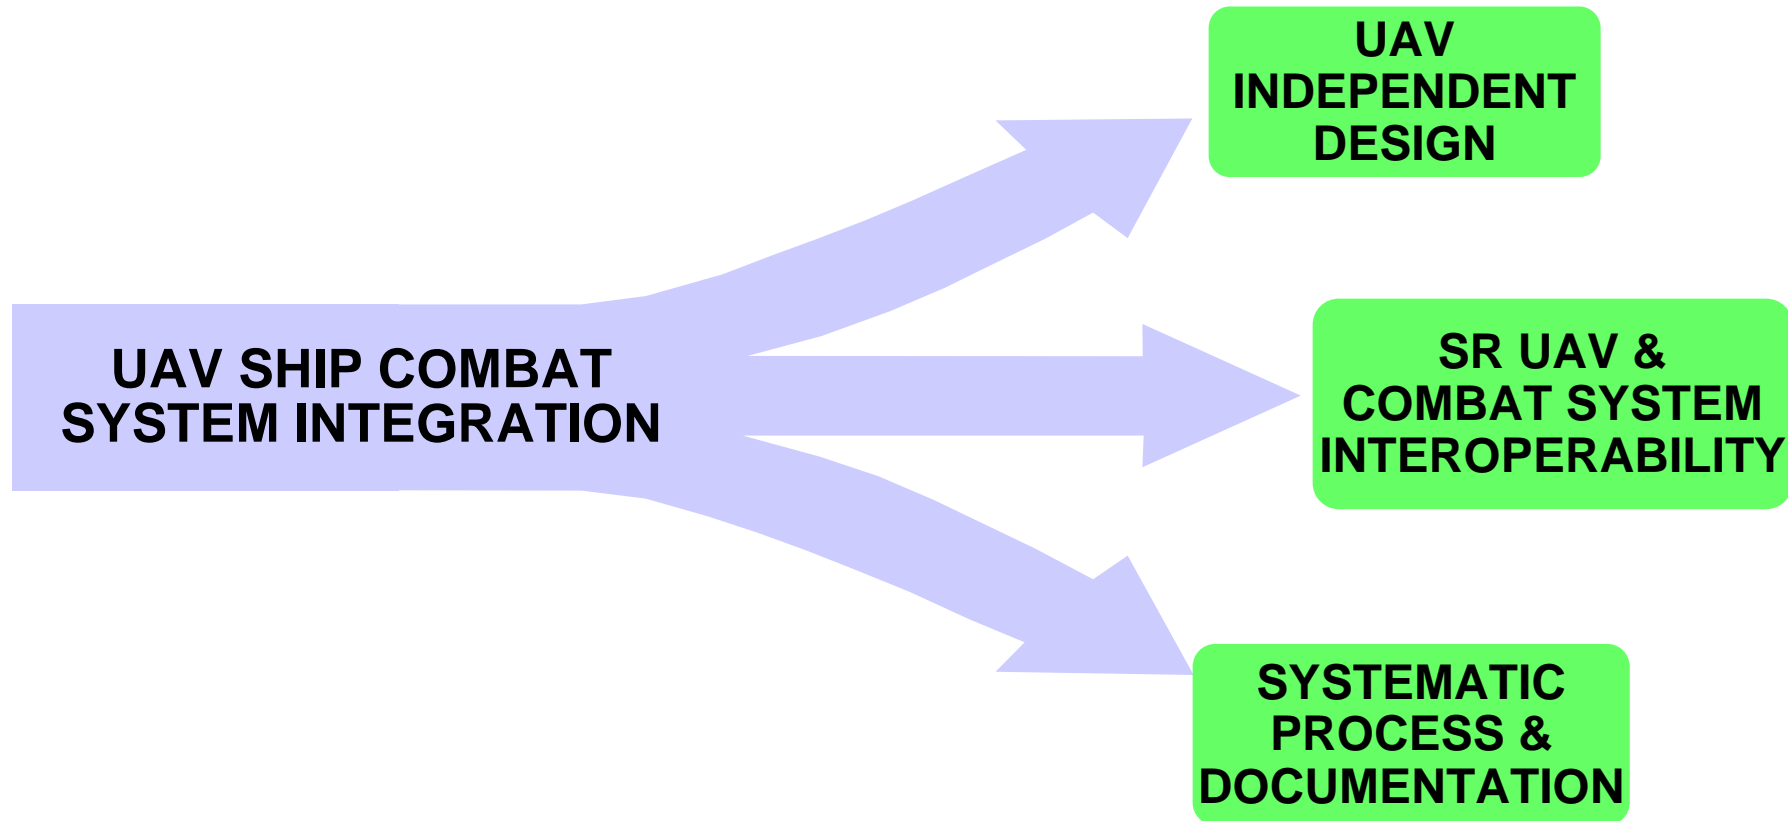 UAV
INDEPENDENT
DESIGN
UAV SHIP COMBAT
SYSTEM INTEGRATION
SR UAV &
COMBAT SYSTEM
INTEROPERABILITY
SYSTEMATIC
PROCESS &
DOCUMENTATION